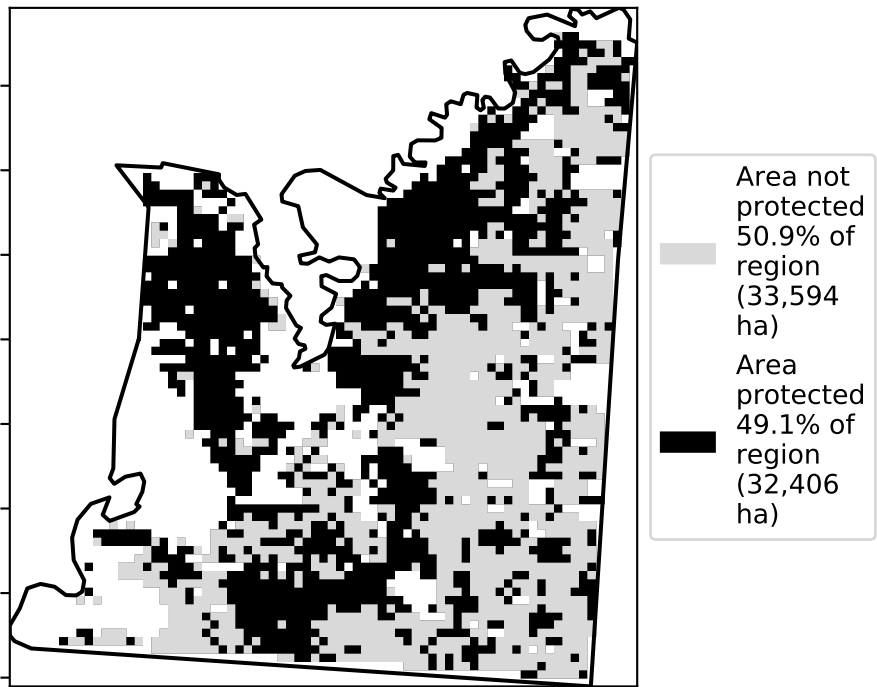 Area not
protected
50.9% of
region
(33,594
ha)
Area
protected
49.1% of
region
(32,406
ha)